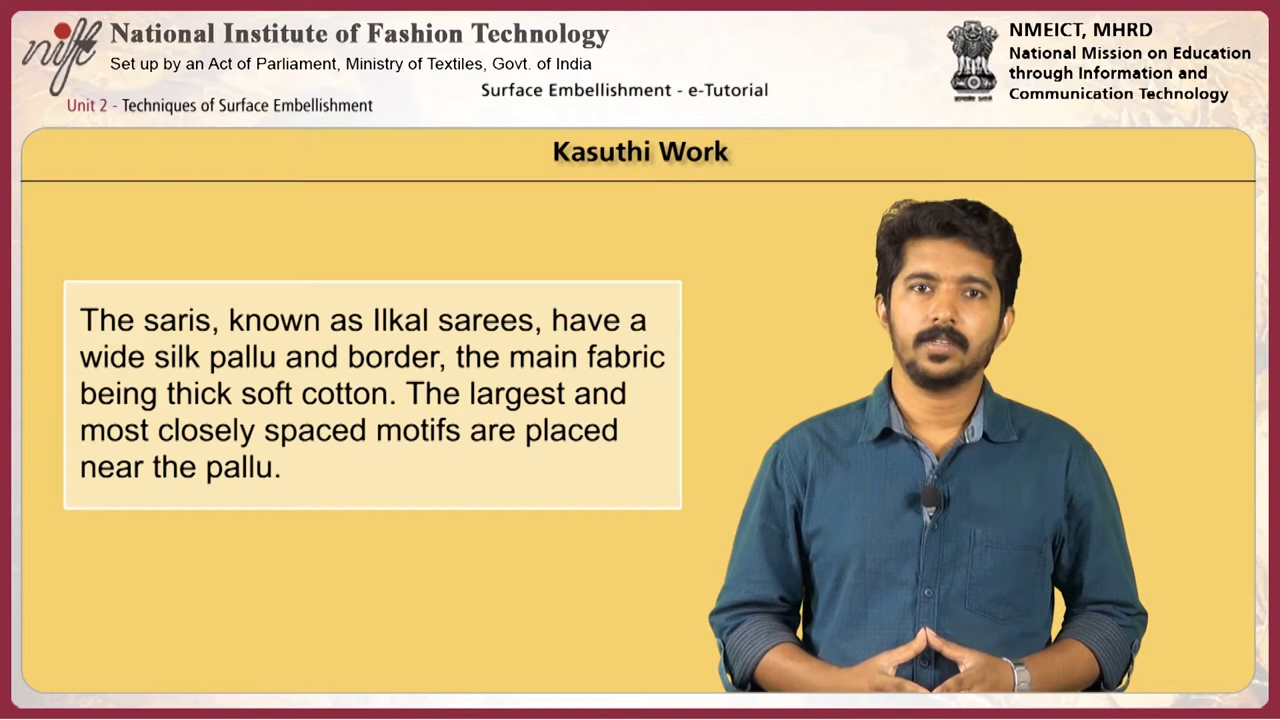 nift
National Institute of Fashion Technology
Set up by an Act of Parliament, Ministry of Textiles, Govt. of India
Unit 2 - Techniques of Surface Embellishment
Surface Embellishment - e-Tutorial
NMEICT, MHRD
National Mission on Education
through Information and
Communication Technology
Kasuthi Work
The saris, known as Ilkal sarees, have a
wide silk pallu and border, the main fabric
being thick soft cotton. The largest and
most closely spaced motifs are placed
near the pallu.